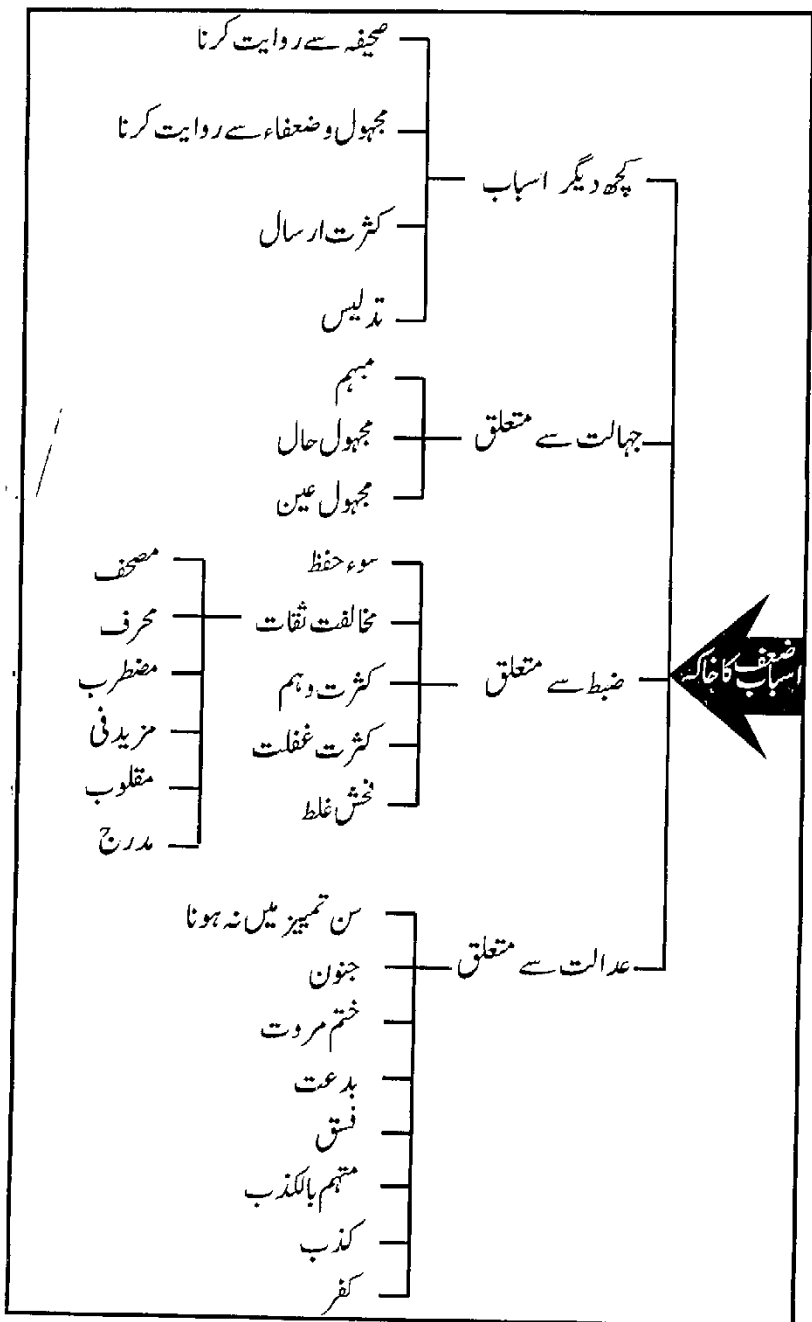 اسباب ضعف کا خاکہ
کچھ دیگر اسباب
صحیفہ سے روایت کرنا
مجہول و ضعفاء سے روایت کرنا
کثرت ارسال
تدلیس
جہالت سے متعلق
مبہم
مجہول حال
مجہول عین
ضبط سے متعلق
سوء حفظ
مخالفت ثقات
مصحف
محرف
مضطرب
مزید فی
مقلوب
مدرج
کثرت وہم
کثرت غفلت
فحش غلط
عدالت سے متعلق
سن تمییز میں نہ ہونا
جنون
ختم مروت
بدعت
فسق
متہم بالکذب
کذب
کفر